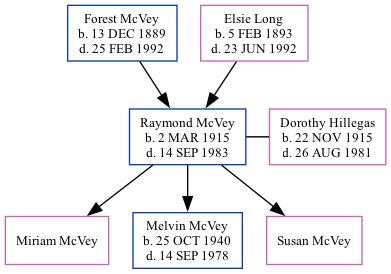 Forest McVey
b. 13 DEC 1889
d. 25 FEB 1992
Elsie Long
b. 5 FEB 1893
d. 23 JUN 1992
Raymond McVey
b. 2 MAR 1915
d. 14 SEP 1983
Dorothy Hillegas
b. 22 NOV 1915
d. 26 AUG 1981
Miriam McVey
Melvin McVey
b. 25 OCT 1940
d. 14 SEP 1978
Susan McVey